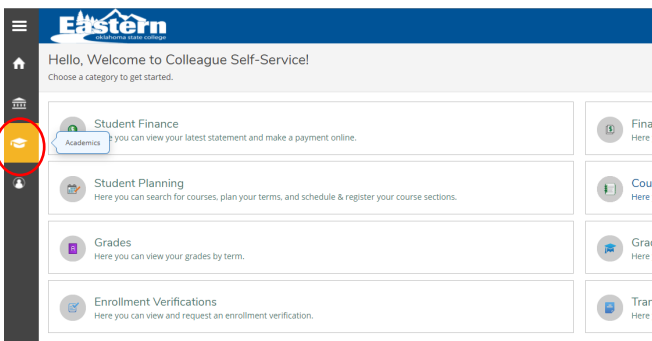 Eastern
oklahoma state college
Hello, Welcome to Colleague Self-Service!
Choose a category to get started.
Student Finance
you can view your latest statement and make a payment online.
Academics
Student Planning
Here you can search for courses, plan your terms, and schedule & register your course sections.
Grades
Here you can view your grades by term.
Enrollment Verifications
Here you can view and request an enrollment verification.
Fina
Here
Cou
Here
Grad
Here
Tran
Here